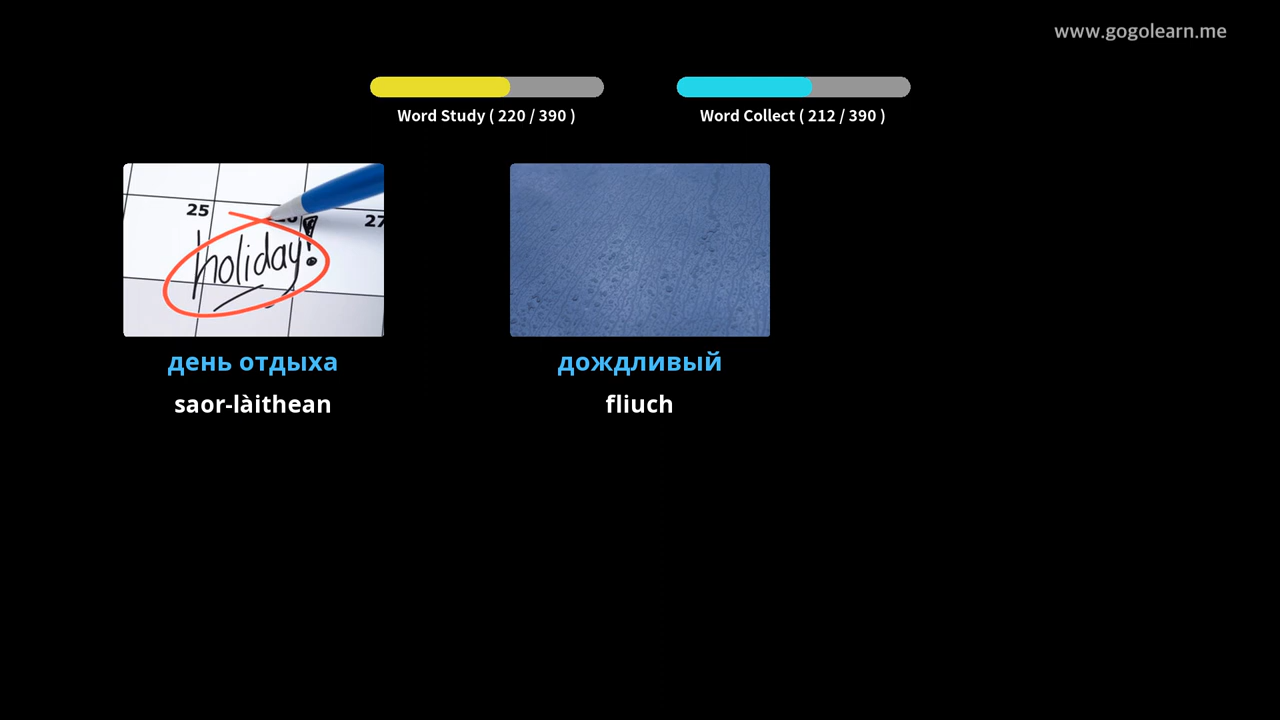 www.gogolearn.me
Word Study ( 220 / 390 )
Word Collect ( 212 / 390 )
25
27
holiday!
день отдыха
дождливый
saor-làithean
fliuch